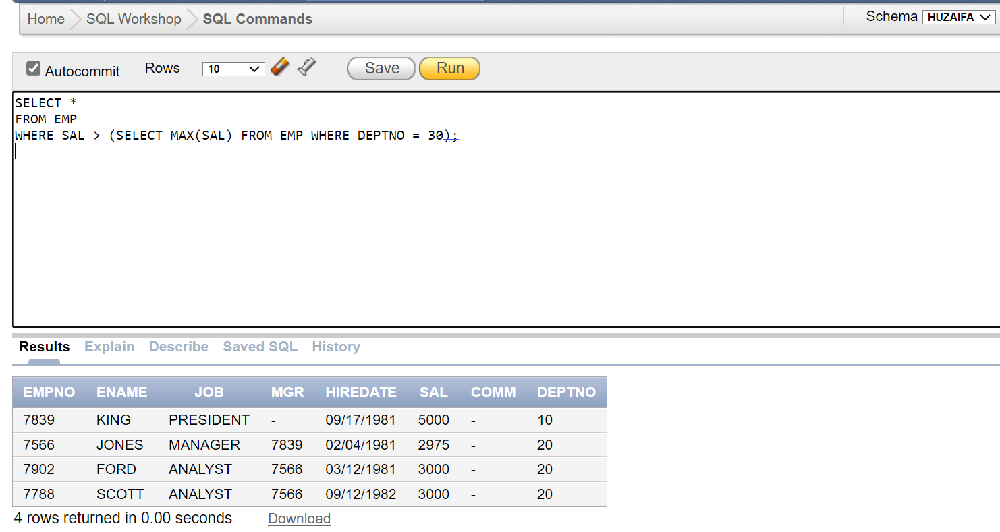 Home SQL Workshop SQL Commands Schema HUZAIFA
Autocommit Rows 10 Save Run
SELECT *
FROM EMP
WHERE SAL > (SELECT MAX(SAL) FROM EMP WHERE DEPTNO = 30);
Results Explain Describe Saved SQL History
EMPNO ENAME JOB MGR HIREDATE SAL COMM DEPTNO
7839 KING PRESIDENT - 09/17/1981 5000 - 10
7566 JONES MANAGER 7839 02/04/1981 2975 - 20
7902 FORD ANALYST 7566 03/12/1981 3000 - 20
7788 SCOTT ANALYST 7566 09/12/1982 3000 - 20
4 rows returned in 0.00 seconds Download